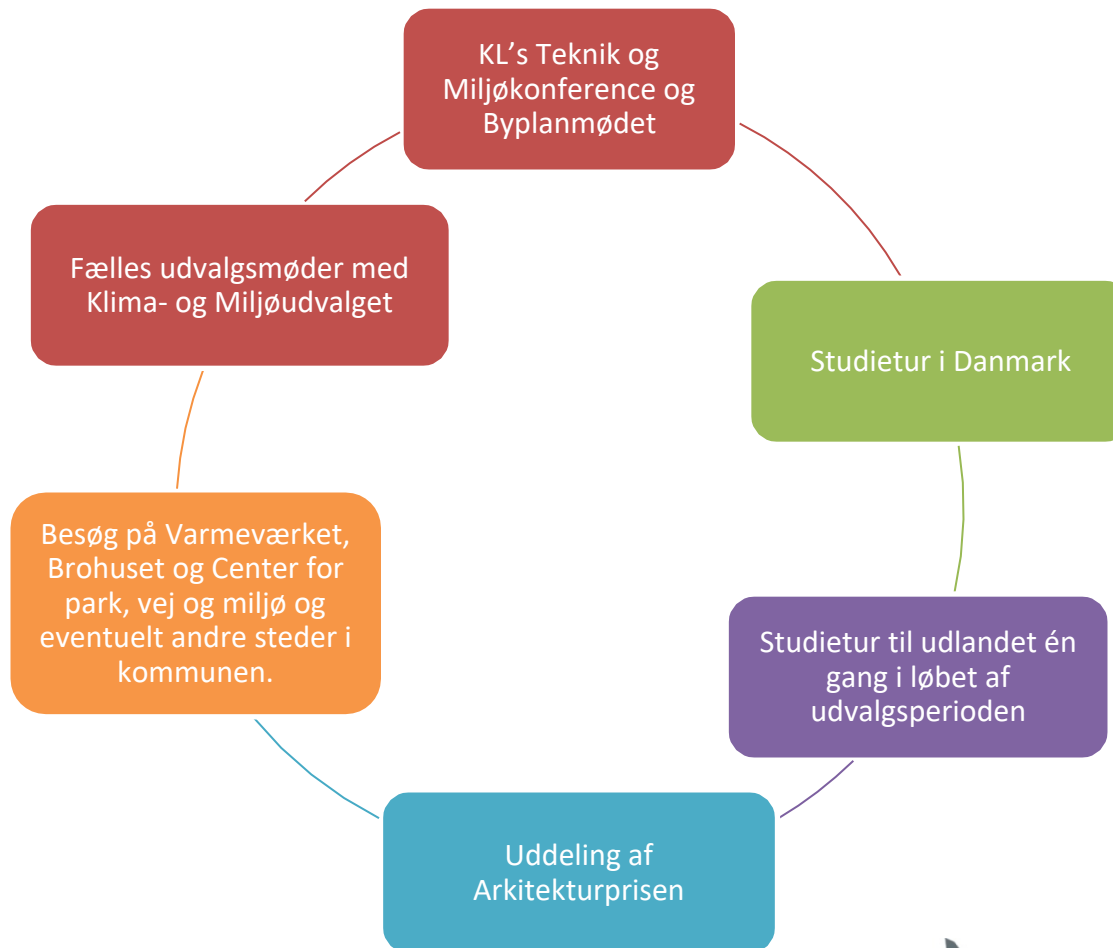 KL’s Teknik og
Miljøkonference og
Byplanmødet
Studietur i Danmark
Studietur til udlandet én
gang i løbet af
udvalgsperioden
Uddeling af
Arkitekturprisen
Besøg på Varmeværket,
Brohuset og Center for
park, vej og miljø og
eventuelt andre steder i
kommunen.
Fælles udvalgsmøder med
Klima- og Miljøudvalget